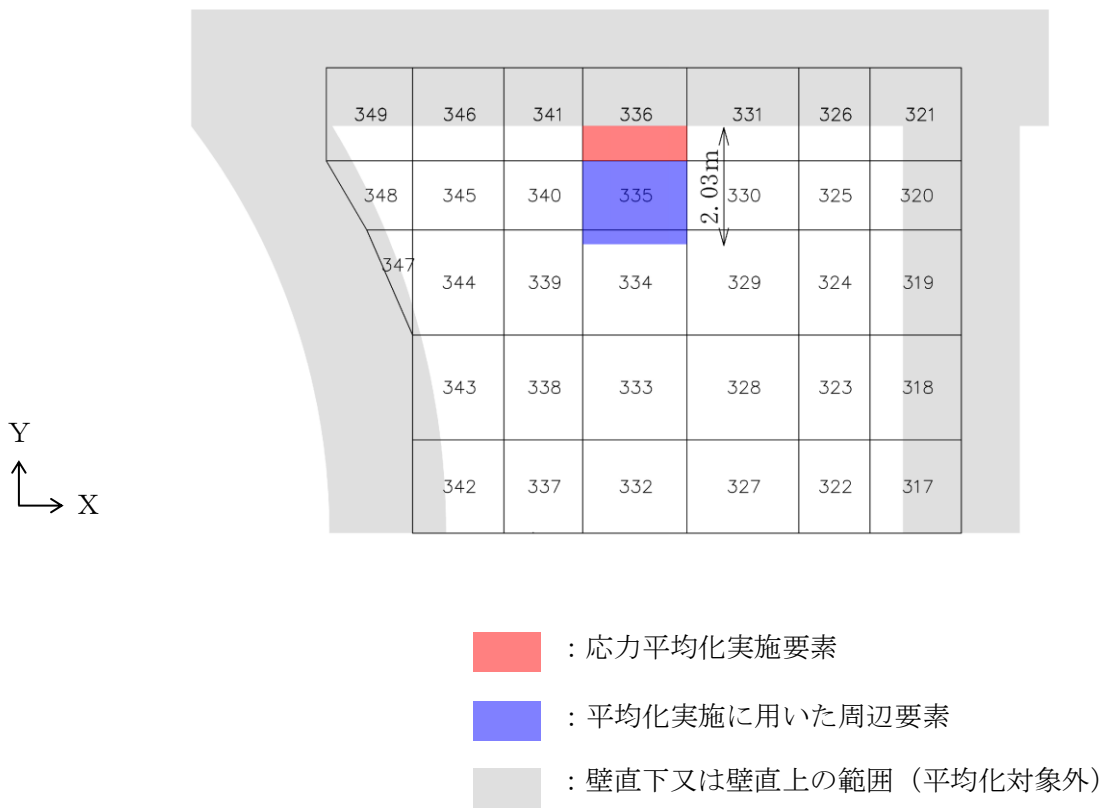 349 346 341 336 331 326 321
2.03m
348 345 340 335 330 325 320
347
344 339 334 329 324 319
343 338 333 328 323 318
Y
342 337 332 327 322 317
X
：応力平均化実施要素
：平均化実施に用いた周辺要素
：壁直下又は壁直上の範囲（平均化対象外）